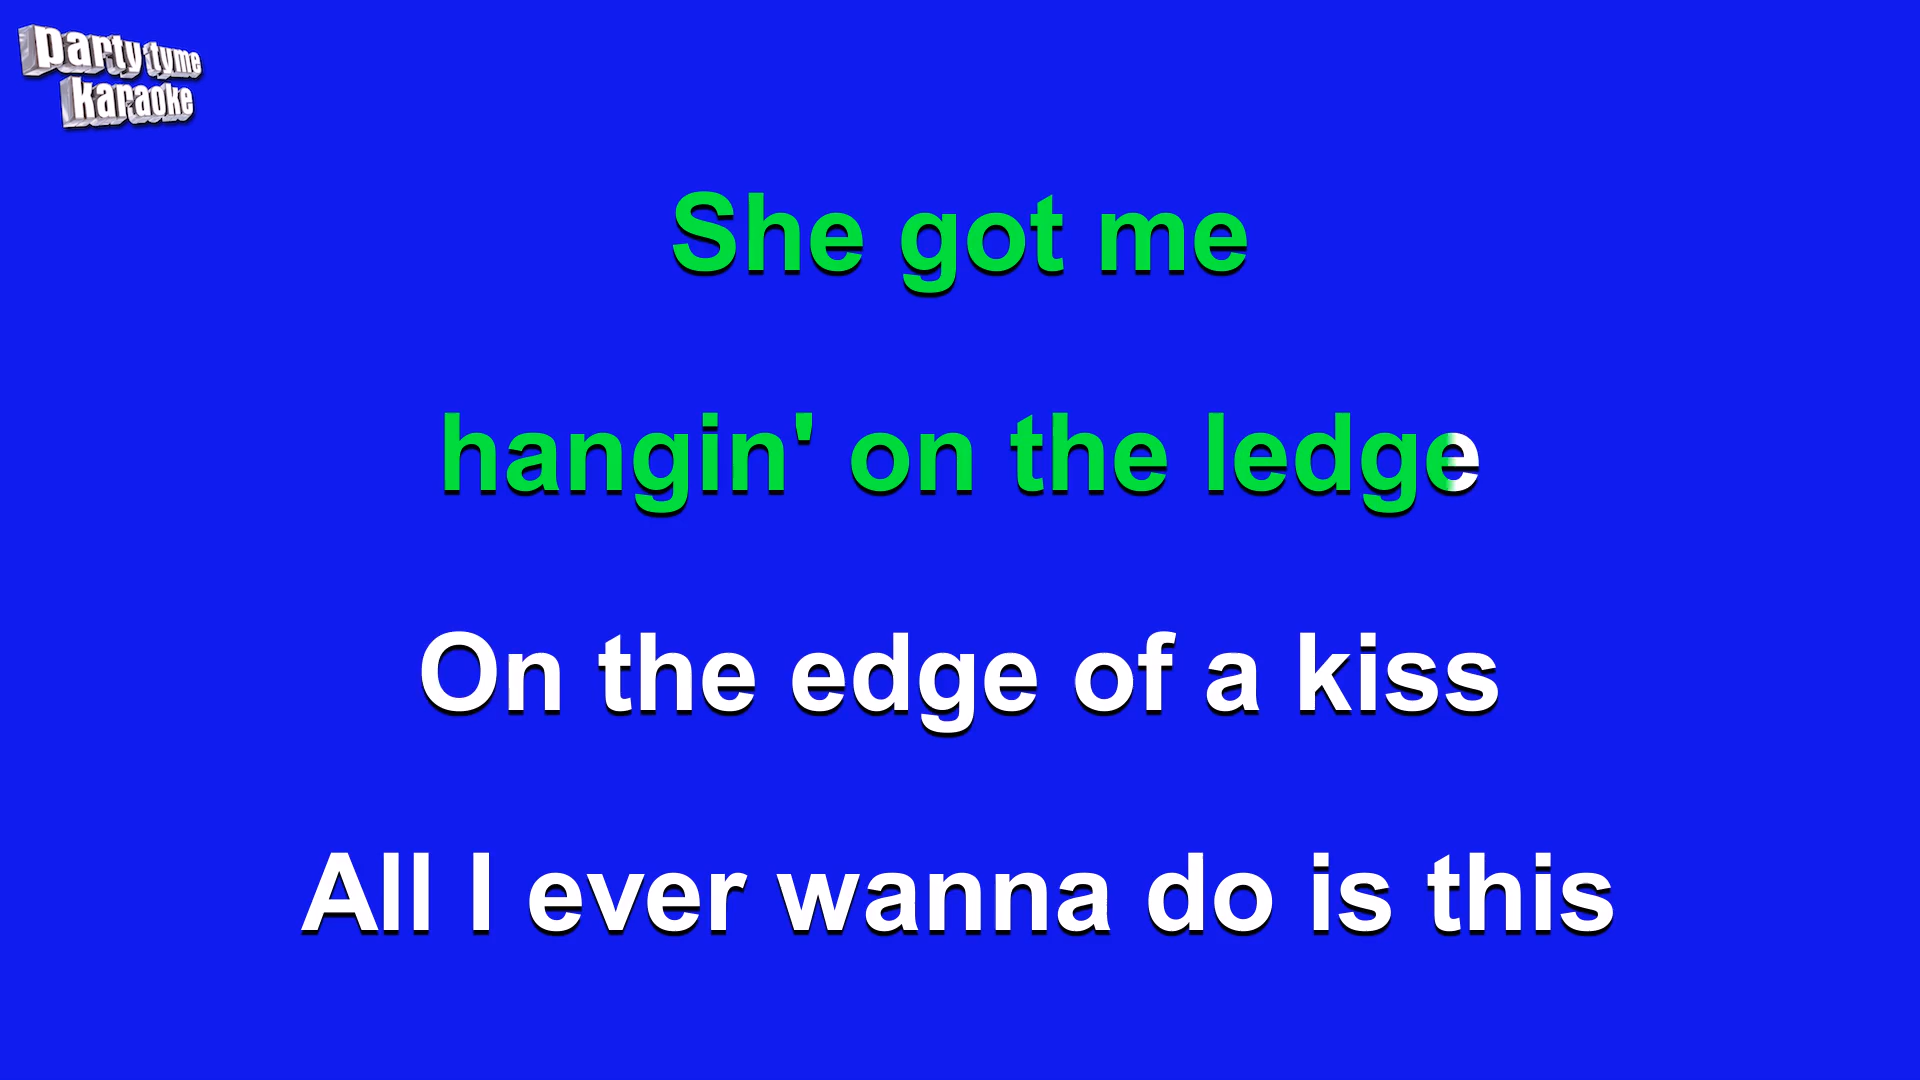 party tyme
karaoke
She got me
hangin' on the ledge
On the edge of a kiss
All I ever wanna do is this